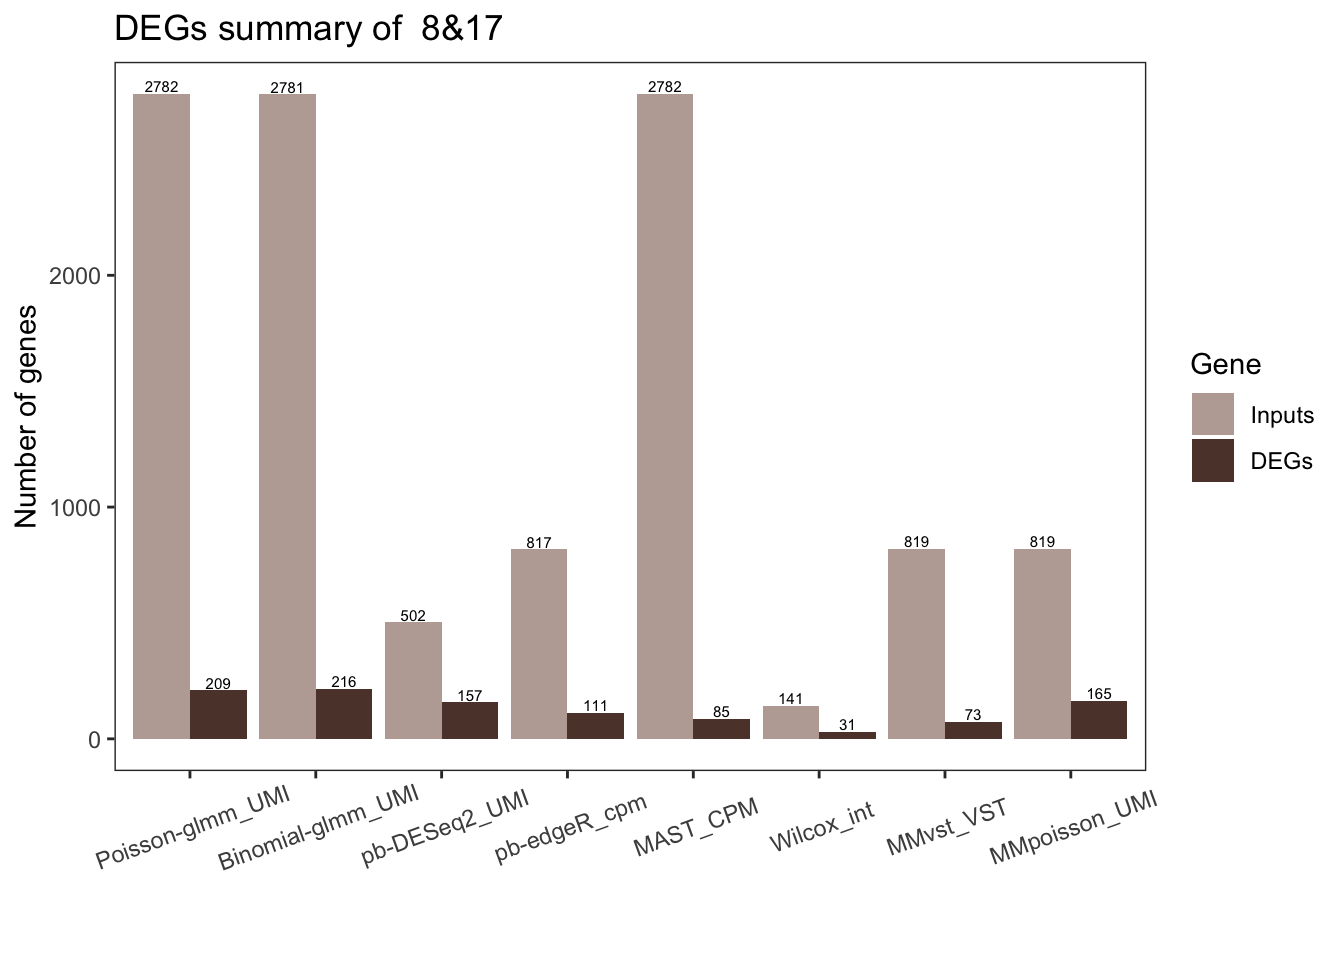 DEGs summary of  8&17
2782
2781
2782
2000
Number of genes
1000
0
502
817
819
819
209
216
157
111
85
141
31
73
165
Poisson-glmm_UMI
Binomial-glmm_UMI
pb-DESeq2_UMI
pb-edgeR_cpm
MAST_CPM
Wilcox_int
MMvst_VST
MMpoisson_UMI
Gene
Inputs
DEGs